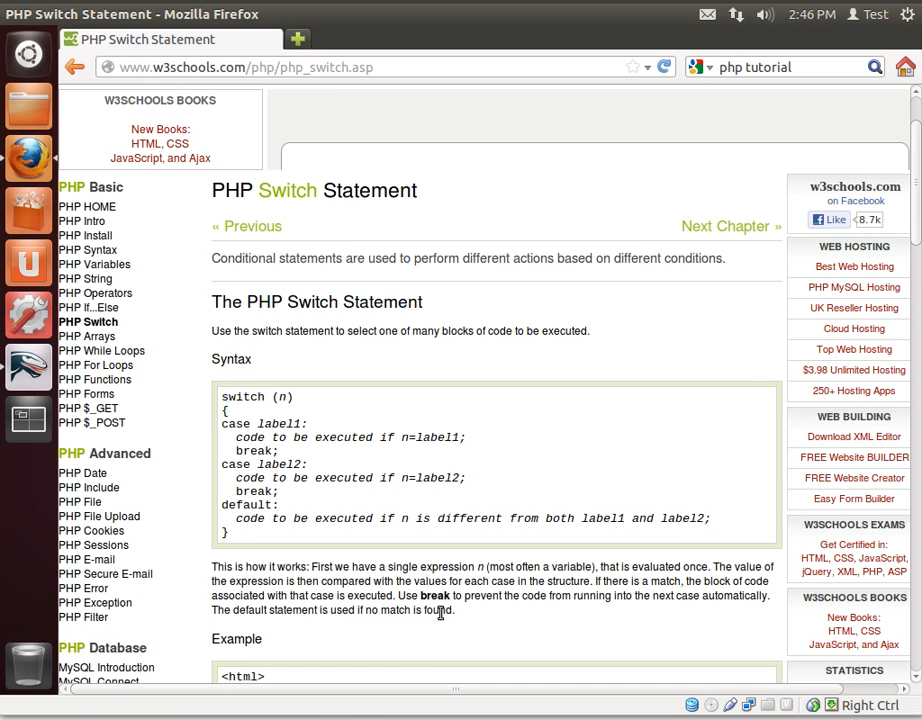 PHP Switch Statement - Mozilla Firefox
2:46 PM Test
PHP Switch Statement
www.w3schools.com/php/php_switch.asp
php tutorial
W3SCHOOLS BOOKS
New Books:
HTML, CSS
JavaScript, and Ajax
PHP Basic
PHP HOME
PHP Intro
PHP Install
PHP Syntax
PHP Variables
PHP String
PHP Operators
PHP If...Else
PHP Switch
PHP Arrays
PHP While Loops
PHP For Loops
PHP Functions
PHP Forms
PHP $_GET
PHP $_POST
PHP Advanced
PHP Date
PHP Include
PHP File
PHP File Upload
PHP Cookies
PHP Sessions
PHP E-mail
PHP Secure E-mail
PHP Error
PHP Exception
PHP Filter
PHP Database
MySQL Introduction
MySQL Connect
PHP Switch Statement
« Previous
Next Chapter »
Conditional statements are used to perform different actions based on different conditions.
The PHP Switch Statement
Use the switch statement to select one of many blocks of code to be executed.
Syntax
switch (n)
{
case label1:
code to be executed if n=label1;
break;
case label2:
code to be executed if n=label2;
break;
default:
code to be executed if n is different from both label1 and label2;
}
This is how it works: First we have a single expression n (most often a variable), that is evaluated once. The value of
the expression is then compared with the values for each case in the structure. If there is a match, the block of code
associated with that case is executed. Use break to prevent the code from running into the next case automatically.
The default statement is used if no match is found.
Example
<html>
w3schools.com
on Facebook
Like 8.7k
WEB HOSTING
Best Web Hosting
PHP MySQL Hosting
UK Reseller Hosting
Cloud Hosting
Top Web Hosting
$3.98 Unlimited Hosting
250+ Hosting Apps
WEB BUILDING
Download XML Editor
FREE Website BUILDER
FREE Website Creator
Easy Form Builder
W3SCHOOLS EXAMS
Get Certified in:
HTML, CSS, JavaScript,
jQuery, XML, PHP, ASP
W3SCHOOLS BOOKS
New Books:
HTML, CSS
JavaScript, and Ajax
STATISTICS
Right Ctrl